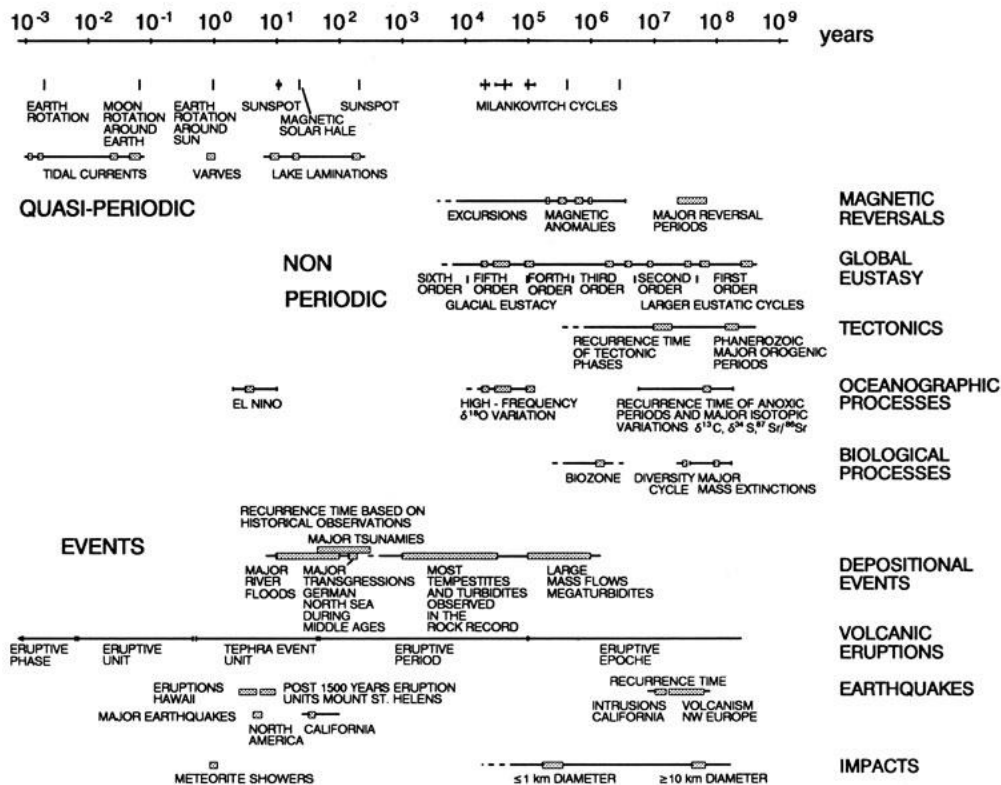 10⁻³ 10⁻² 10⁻¹ 10⁰ 10¹ 10² 10³ 10⁴ 10⁵ 10⁶ 10⁷ 10⁸ 10⁹ years
EARTH
ROTATION
MOON
ROTATION
AROUND
EARTH
EARTH
ROTATION
AROUND
SUN
SUNSPOT
MAGNETIC
SOLAR HALE
SUNSPOT
MILANKOVITCH CYCLES
TIDAL CURRENTS
VARVES
LAKE LAMINATIONS
QUASI-PERIODIC
EXCURSIONS
MAGNETIC
ANOMALIES
MAJOR REVERSAL
PERIODS
MAGNETIC
REVERSALS
NON
PERIODIC
SIXTH
ORDER
FIFTH
ORDER
FORTH
ORDER
THIRD
ORDER
SECOND
ORDER
FIRST
ORDER
GLACIAL EUSTACY
LARGER EUSTATIC CYCLES
GLOBAL
EUSTASY
RECURRENCE TIME
OF TECTONIC
PHASES
PHANEROZOIC
MAJOR OROGENIC
PERIODS
TECTONICS
EL NINO
HIGH - FREQUENCY
δ¹⁸O VARIATION
RECURRENCE TIME OF ANOXIC
PERIODS AND MAJOR ISOTOPIC
VARIATIONS δ¹³C, δ³⁴S, ⁸⁷Sr/⁸⁶Sr
OCEANOGRAPHIC
PROCESSES
BIOZONE
DIVERSITY
CYCLE
MAJOR
MASS EXTINCTIONS
BIOLOGICAL
PROCESSES
EVENTS
RECURRENCE TIME BASED ON
HISTORICAL OBSERVATIONS
MAJOR TSUNAMIES
MAJOR
RIVER
FLOODS
MAJOR
TRANSGRESSIONS
GERMAN
NORTH SEA
DURING
MIDDLE AGES
MOST
TEMPESTITES
AND TURBIDITES
OBSERVED
IN THE
ROCK RECORD
LARGE
MASS FLOWS
MEGATURBIDITES
DEPOSITIONAL
EVENTS
ERUPTIVE
PHASE
ERUPTIVE
UNIT
TEPHRA EVENT
UNIT
ERUPTIVE
PERIOD
ERUPTIVE
EPOCHE
VOLCANIC
ERUPTIONS
ERUPTIONS
HAWAII
POST 1500 YEARS ERUPTION
UNITS MOUNT ST. HELENS
RECURRENCE TIME
INTRUSIONS
CALIFORNIA
VOLCANISM
NW EUROPE
EARTHQUAKES
MAJOR EARTHQUAKES
NORTH
AMERICA
CALIFORNIA
METEORITE SHOWERS
≤1 km DIAMETER
≥10 km DIAMETER
IMPACTS